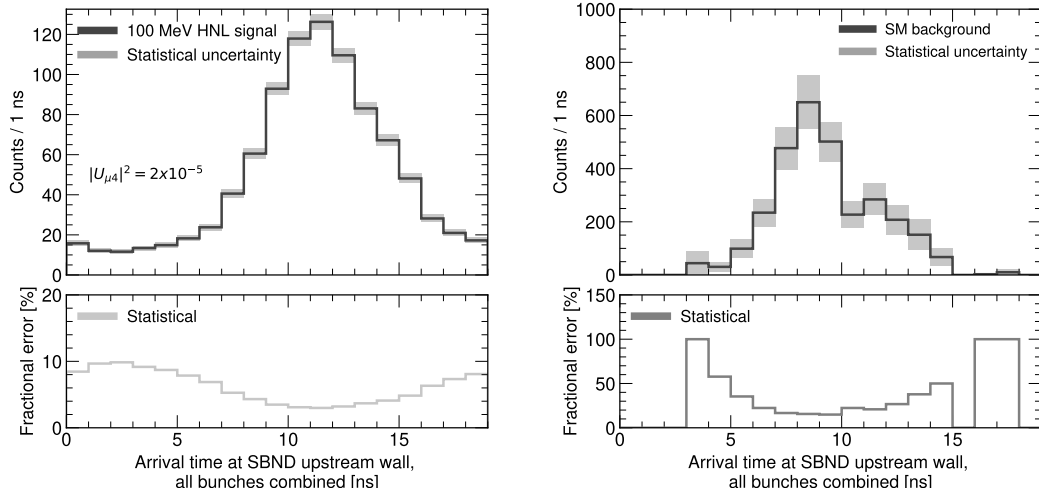 100 MeV HNL signal
Statistical uncertainty
|U_{μ4}|² = 2x10⁻⁵
Counts / 1 ns
0
20
40
60
80
100
120
Statistical
Fractional error [%]
0
10
20
0
5
10
15
Arrival time at SBND upstream wall,
all bunches combined [ns]
SM background
Statistical uncertainty
Counts / 1 ns
0
200
400
600
800
1000
Statistical
Fractional error [%]
0
50
100
150
0
5
10
15
Arrival time at SBND upstream wall,
all bunches combined [ns]